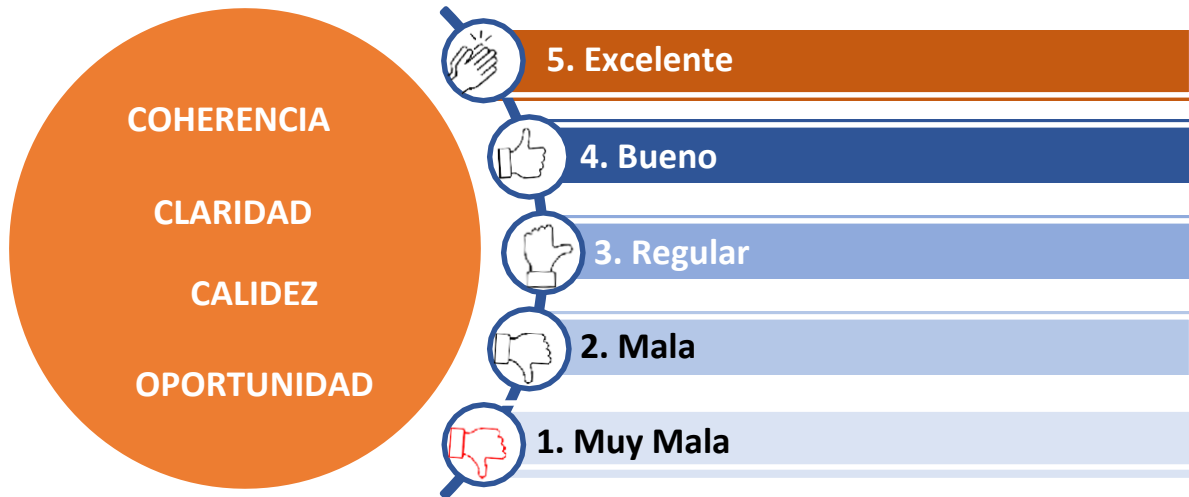 COHERENCIA
CLARIDAD
CALIDEZ
OPORTUNIDAD
5. Excelente
4. Bueno
3. Regular
2. Mala
1. Muy Mala